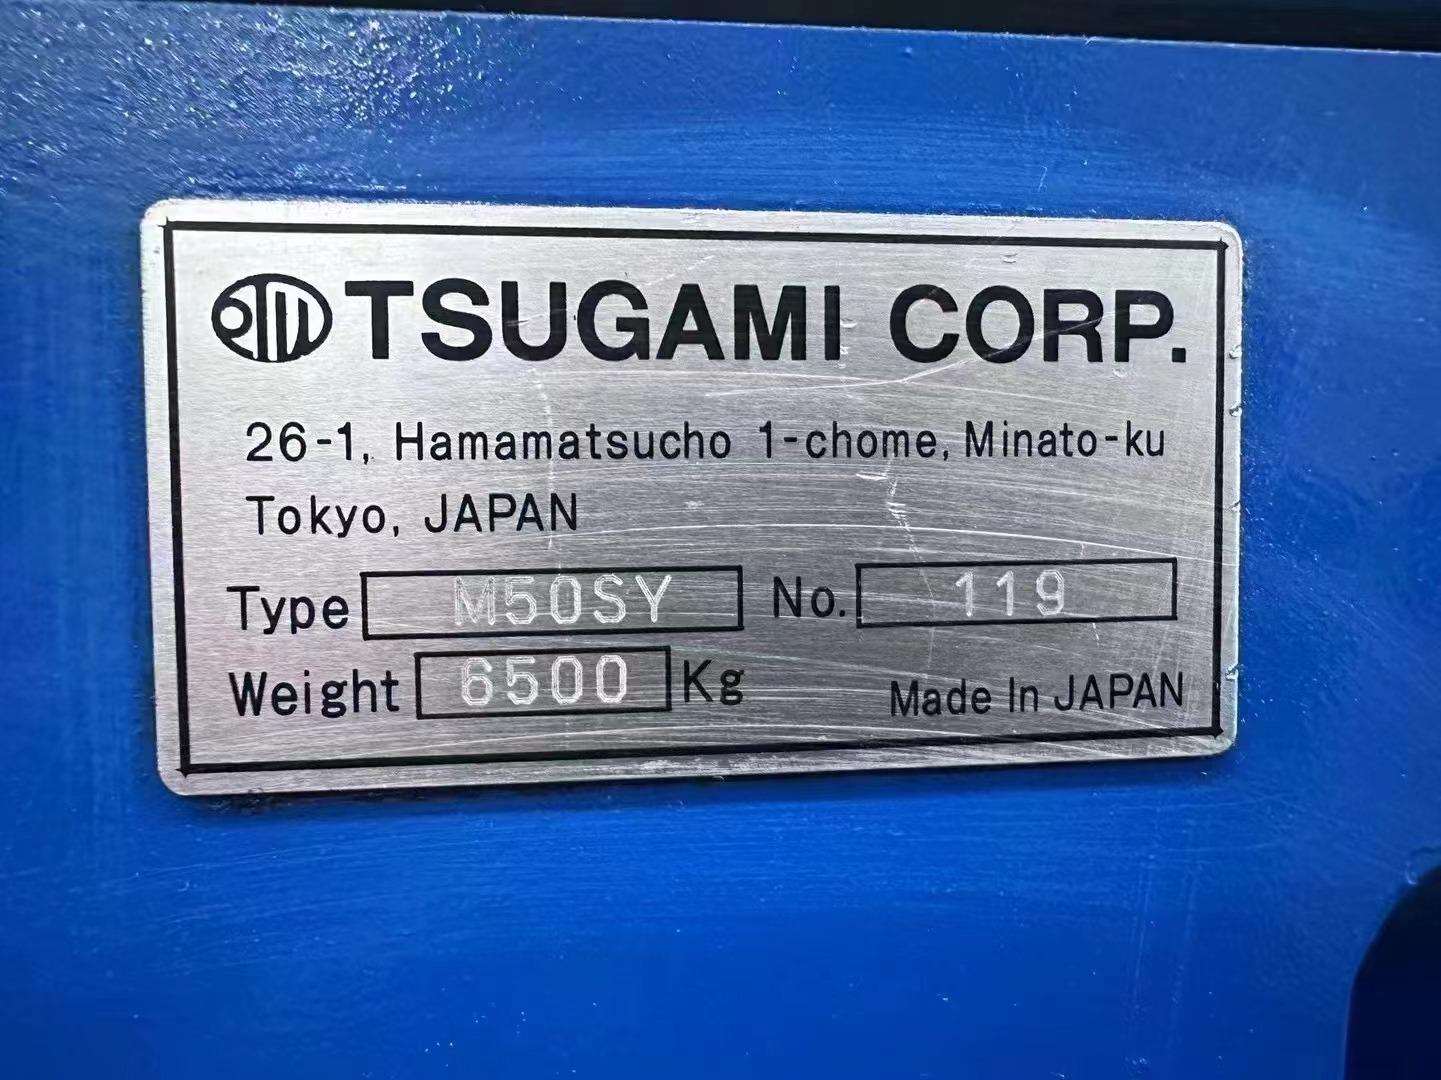 TSUGAMI CORP.
26-1, Hamamatsucho 1-chome, Minato-ku
Tokyo, JAPAN
Type M50SY No. 119
Weight 6500 Kg Made In JAPAN